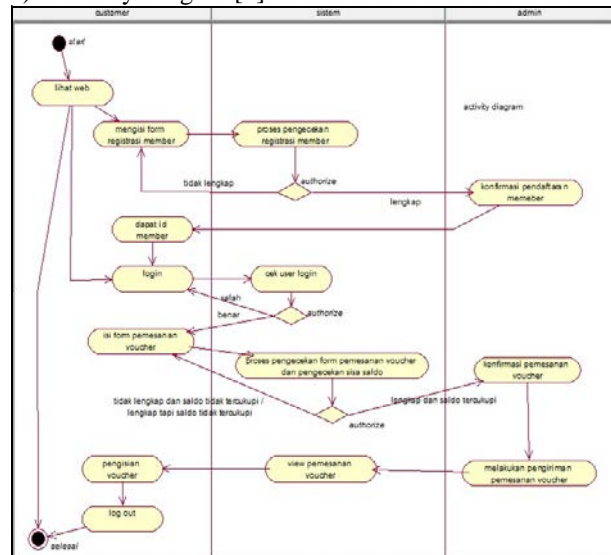 customer sistem admin
start
lihat web
activity diagram
mengisi form
registrasi member
proses pengecekan
registrasi member
authorize
tidak lengkap
lengkap
konfirmasi pendaftaran
memeber
dapat id
member
login
cek user login
salah
benar
authorize
isi form pemesanan
voucher
proses pengecekan form pemesanan voucher
dan pengecekan sisa saldo
konfirmasi pemesanan
voucher
tidak lengkap dan saldo tidak tercukupi /
lengkap tapi saldo tidak tercukupi
lengkap dan saldo tercukupi
authorize
pengisian
voucher
view pemesanan
voucher
melakukan pengiriman
pemesanan voucher
log out
selesai